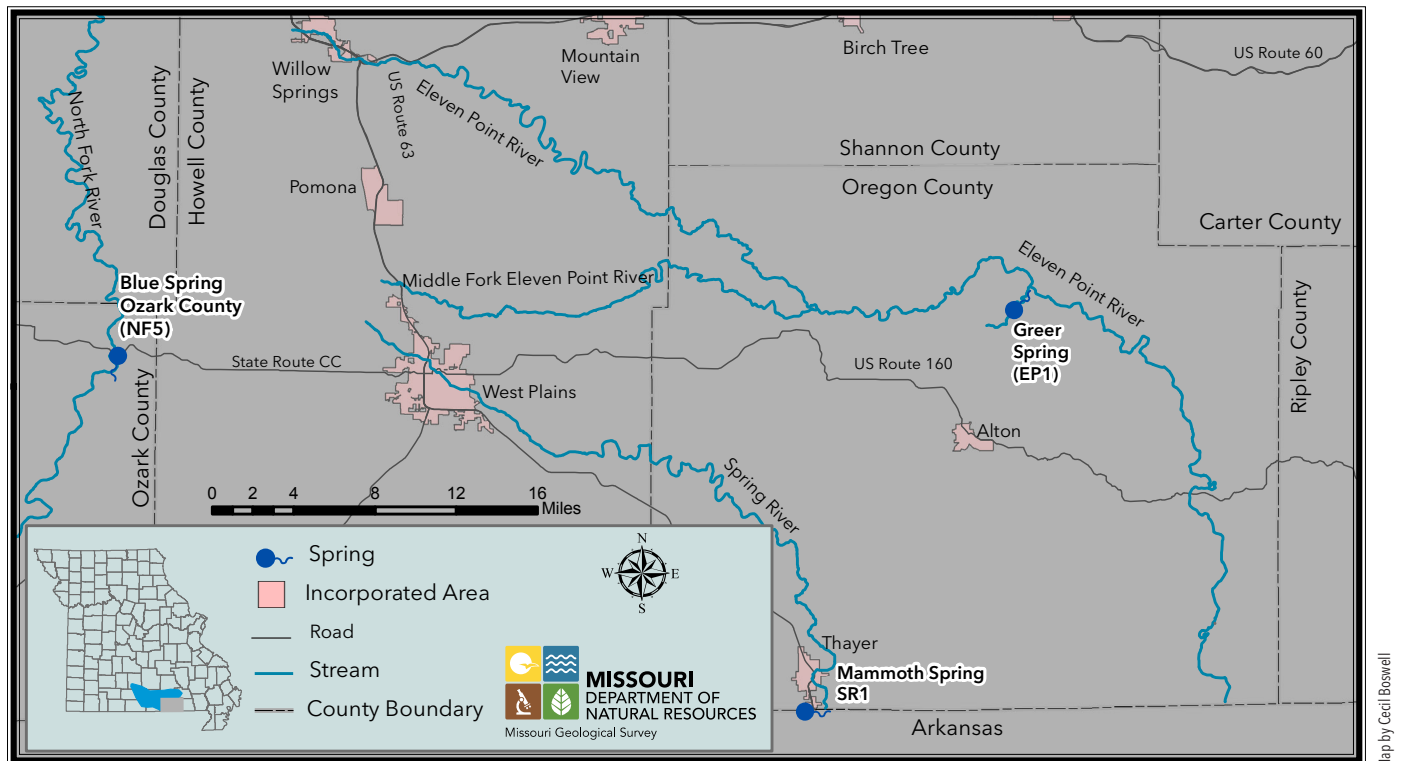 Willow
Springs
Mountain
View
Birch Tree
US Route 60
North Fork River
Douglas County
Howell County
US Route 63
Eleven Point River
Shannon County
Oregon County
Pomona
Carter County
Middle Fork Eleven Point River
Eleven Point River
Blue Spring
Ozark County
(NF5)
Greer
Spring
(EP1)
Ripley County
State Route CC
US Route 160
West Plains
Alton
Ozark County
Spring River
0 2 4 8 12 16
Miles
Spring
Incorporated Area
Road
Stream
County Boundary
N
W E
S
MISSOURI
DEPARTMENT OF
NATURAL RESOURCES
Missouri Geological Survey
Thayer
Mammoth Spring
SR1
Arkansas
by Cecil Boswell